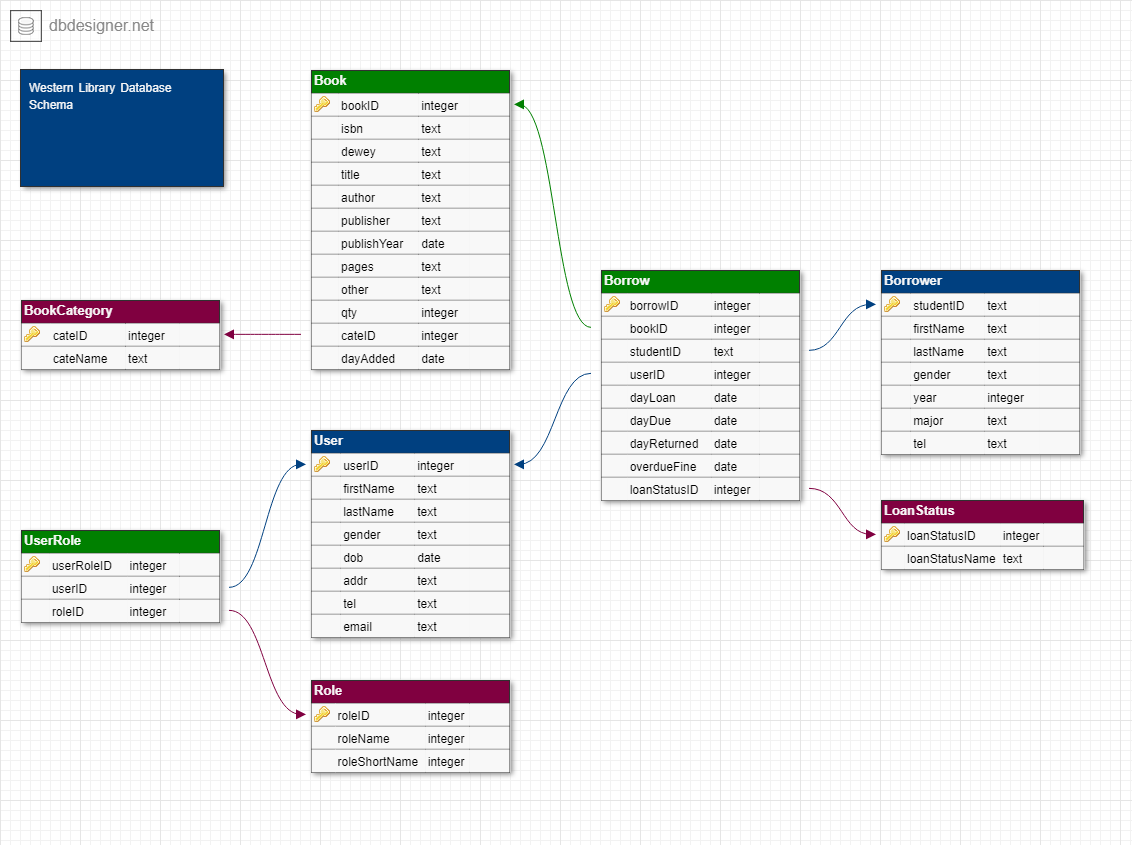 dbdesigner.net
Western Library Database
Schema
Book
bookID integer
isbn text
dewey text
title text
author text
publisher text
publishYear date
pages text
other text
qty integer
cateID integer
dayAdded date
BookCategory
cateID integer
cateName text
Borrow
borrowID integer
bookID integer
studentID text
userID integer
dayLoan date
dayDue date
dayReturned date
overdueFine date
loanStatusID integer
Borrower
studentID text
firstName text
lastName text
gender text
year integer
major text
tel text
User
userID integer
firstName text
lastName text
gender text
dob date
addr text
tel text
email text
LoanStatus
loanStatusID integer
loanStatusName text
UserRole
userRoleID integer
userID integer
roleID integer
Role
roleID integer
roleName integer
roleShortName integer